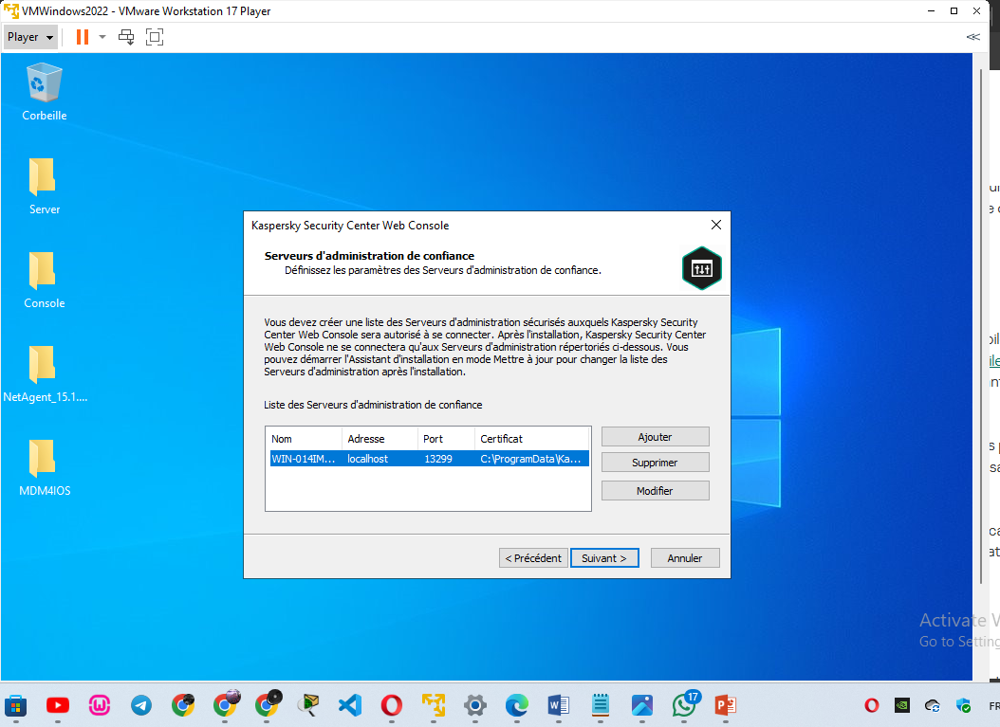 VMWindows2022 - VMware Workstation 17 Player
Player
Corbeille
Server
Console
NetAgent_15.1....
MDM4IOS
Kaspersky Security Center Web Console
Serveurs d'administration de confiance
Définissez les paramètres des Serveurs d'administration de confiance.
Vous devez créer une liste des Serveurs d'administration sécurisés auxquels Kaspersky Security
Center Web Console sera autorisé à se connecter. Après l'installation, Kaspersky Security Center
Web Console ne se connectera qu'aux Serveurs d'administration répertoriés ci-dessous. Vous
pouvez démarrer l'Assistant d'installation en mode Mettre à jour pour changer la liste des
Serveurs d'administration après l'installation.
Liste des Serveurs d'administration de confiance
Nom Adresse Port Certificat
WIN-014IM... localhost 13299 C:\ProgramData\Ka...
Ajouter
Supprimer
Modifier
< Précédent Suivant > Annuler
Activate
Go to Setting
17
FR